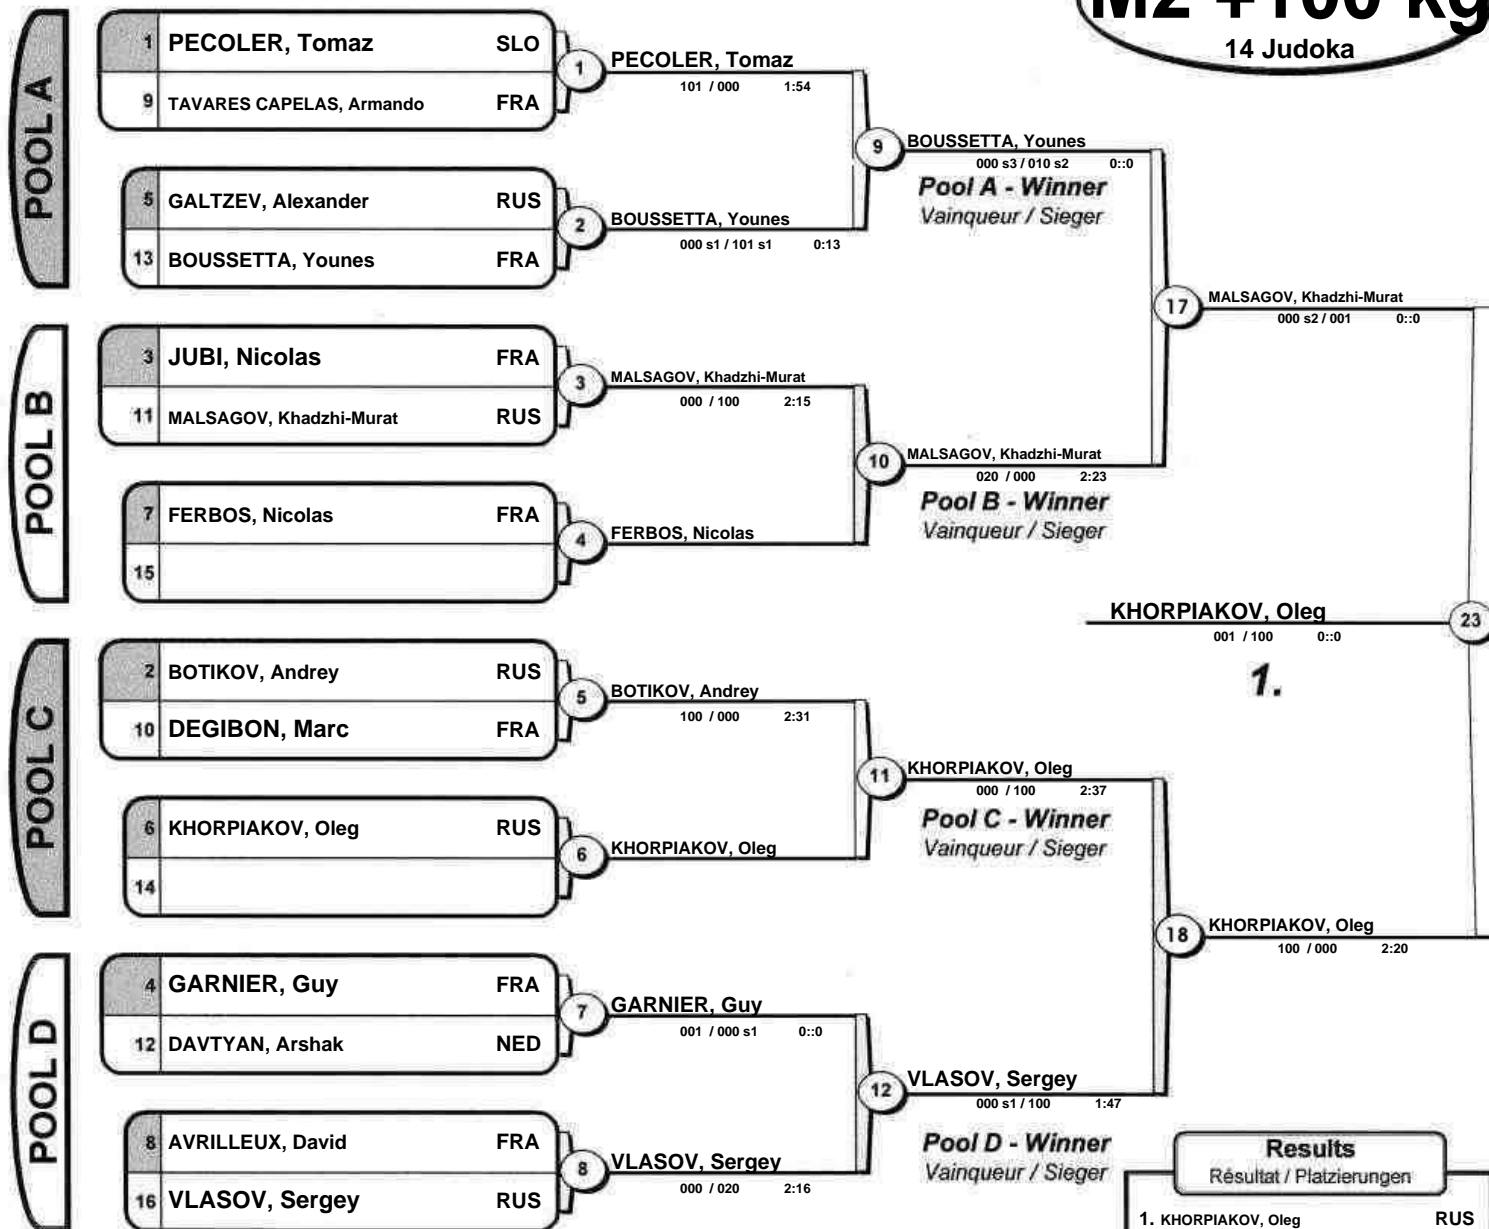 M2 +100 kg
14 Judoka
POOL A
1 PECOLER, Tomaz SLO
9 TAVARES CAPELAS, Armando FRA
1 PECOLER, Tomaz
101 / 000 1:54
5 GALTZEV, Alexander RUS
13 BOUSSETTA, Younes FRA
2 BOUSSETTA, Younes
000 s1 / 101 s1 0:13
9 BOUSSETTA, Younes
000 s3 / 010 s2 0::0
Pool A - Winner
Vainqueur / Sieger
POOL B
3 JUBI, Nicolas FRA
11 MALSAGOV, Khadzhi-Murat RUS
3 MALSAGOV, Khadzhi-Murat
000 / 100 2:15
7 FERBOS, Nicolas FRA
15
4 FERBOS, Nicolas
10 MALSAGOV, Khadzhi-Murat
020 / 000 2:23
Pool B - Winner
Vainqueur / Sieger
17 MALSAGOV, Khadzhi-Murat
000 s2 / 001 0::0
KHORPIAKOV, Oleg 23
001 / 100 0::0
1.
POOL C
2 BOTIKOV, Andrey RUS
10 DEGIBON, Marc FRA
5 BOTIKOV, Andrey
100 / 000 2:31
6 KHORPIAKOV, Oleg RUS
14
6 KHORPIAKOV, Oleg
11 KHORPIAKOV, Oleg
000 / 100 2:37
Pool C - Winner
Vainqueur / Sieger
18 KHORPIAKOV, Oleg
100 / 000 2:20
POOL D
4 GARNIER, Guy FRA
12 DAVTYAN, Arshak NED
7 GARNIER, Guy
001 / 000 s1 0::0
8 AVRILLEUX, David FRA
16 VLASOV, Sergey RUS
8 VLASOV, Sergey
000 / 020 2:16
12 VLASOV, Sergey
000 s1 / 100 1:47
Pool D - Winner
Vainqueur / Sieger
Results
Résultat / Platzierungen
1. KHORPIAKOV, Oleg RUS